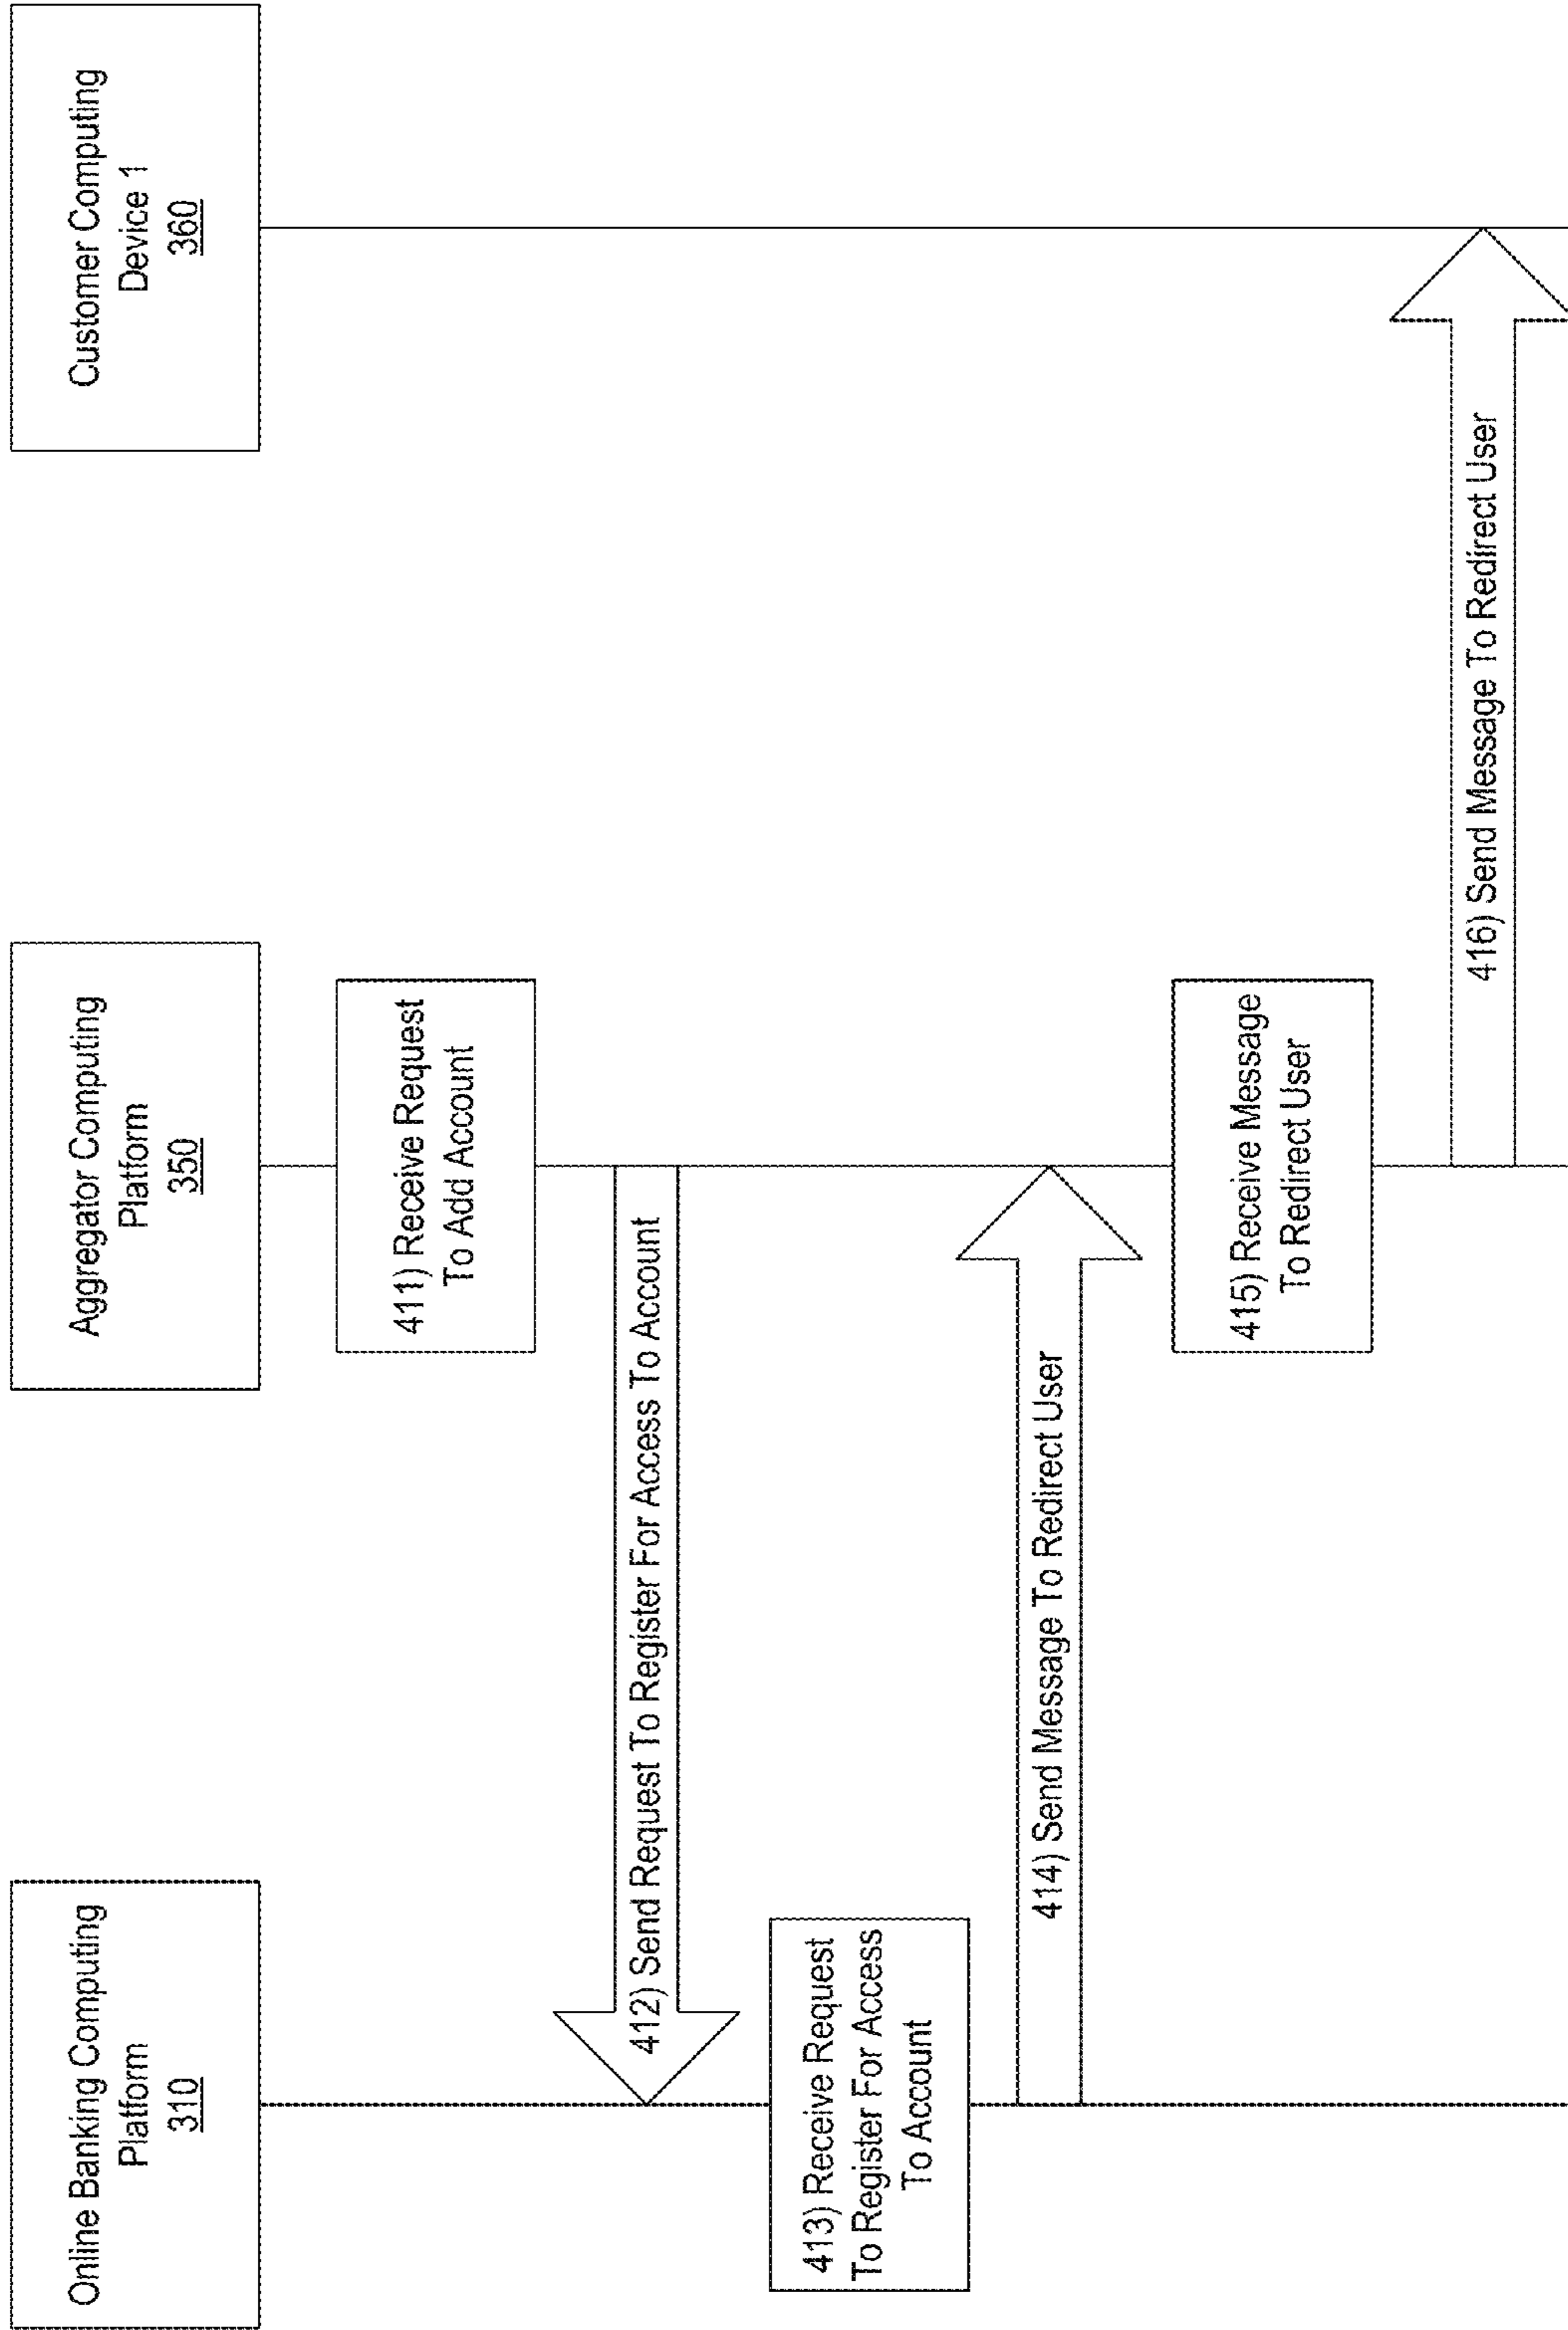 Online Banking Computing
Platform
310
Aggregator Computing
Platform
350
Customer Computing
Device 1
360
411) Receive Request
To Add Account
412) Send Request To Register For Access To Account
413) Receive Request
To Register For Access
To Account
414) Send Message To Redirect User
415) Receive Message
To Redirect User
416) Send Message To Redirect User